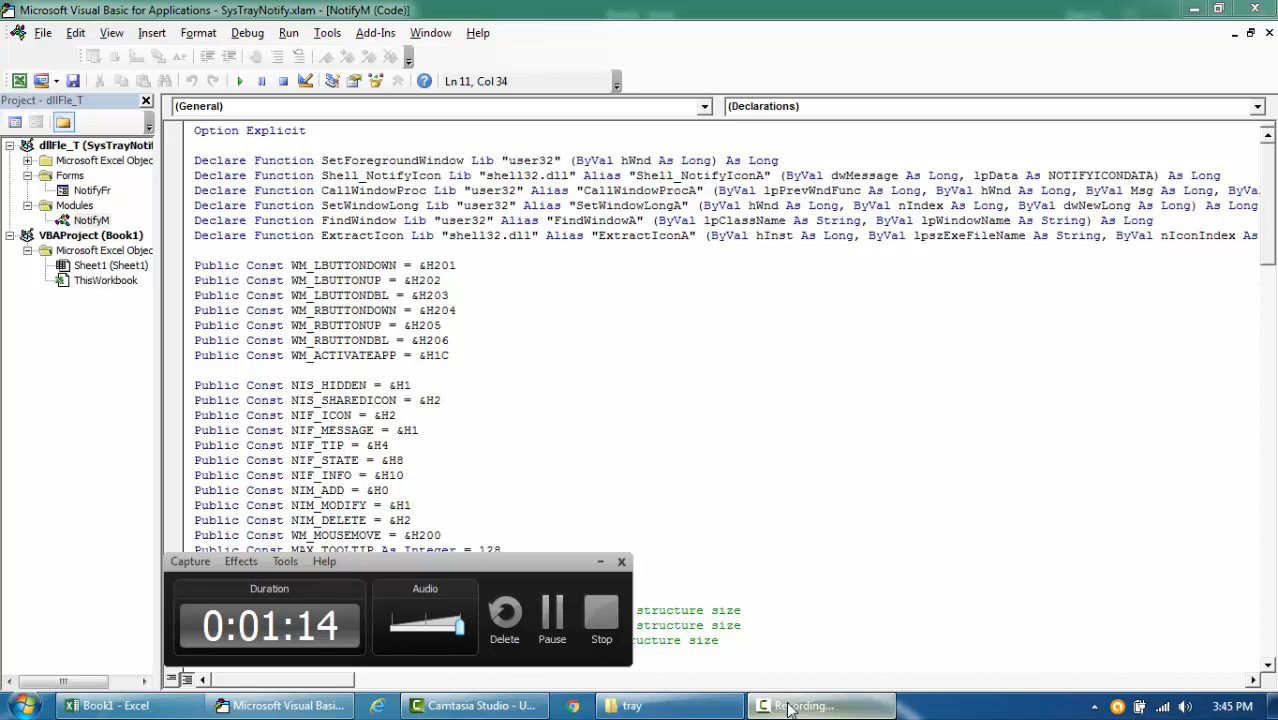 Microsoft Visual Basic for Applications - SysTrayNotify.xlam - [NotifyM (Code)]
File Edit View Insert Format Debug Run Tools Add-Ins Window Help
Ln 11, Col 34
Project - dllFle_T
(General)
(Declarations)
dllFle_T (SysTrayNoti
Microsoft Excel Objec
Forms
NotifyFr
Modules
NotifyM
VBAProject (Book1)
Microsoft Excel Objec
Sheet1 (Sheet1)
ThisWorkbook
Option Explicit
Declare Function SetForegroundWindow Lib "user32" (ByVal hWnd As Long) As Long
Declare Function Shell_NotifyIcon Lib "shell32.dll" Alias "Shell_NotifyIconA" (ByVal dwMessage As Long, lpData As NOTIFYICONDATA) As Long
Declare Function CallWindowProc Lib "user32" Alias "CallWindowProcA" (ByVal lpPrevWndFunc As Long, ByVal hWnd As Long, ByVal Msg As Long, ByVa
Declare Function SetWindowLong Lib "user32" Alias "SetWindowLongA" (ByVal hWnd As Long, ByVal nIndex As Long, ByVal dwNewLong As Long) As Long
Declare Function FindWindow Lib "user32" Alias "FindWindowA" (ByVal lpClassName As String, ByVal lpWindowName As String) As Long
Declare Function ExtractIcon Lib "shell32.dll" Alias "ExtractIconA" (ByVal hInst As Long, ByVal lpszExeFileName As String, ByVal nIconIndex As
Public Const WM_LBUTTONDOWN = &H201
Public Const WM_LBUTTONUP = &H202
Public Const WM_LBUTTONDBL = &H203
Public Const WM_RBUTTONDOWN = &H204
Public Const WM_RBUTTONUP = &H205
Public Const WM_RBUTTONDBL = &H206
Public Const WM_ACTIVATEAPP = &H1C
Public Const NIS_HIDDEN = &H1
Public Const NIS_SHAREDICON = &H2
Public Const NIF_ICON = &H2
Public Const NIF_MESSAGE = &H1
Public Const NIF_TIP = &H4
Public Const NIF_STATE = &H8
Public Const NIF_INFO = &H10
Public Const NIM_ADD = &H0
Public Const NIM_MODIFY = &H1
Public Const NIM_DELETE = &H2
Public Const WM_MOUSEMOVE = &H200
Public Const MAX_TOOLTIP As Integer = 128
structure size
structure size
ructure size
Capture Effects Tools Help
Duration
0:01:14
Audio
Delete
Pause
Stop
Book1 - Excel
Microsoft Visual Basi...
Camtasia Studio - U...
tray
Recording...
3:45 PM